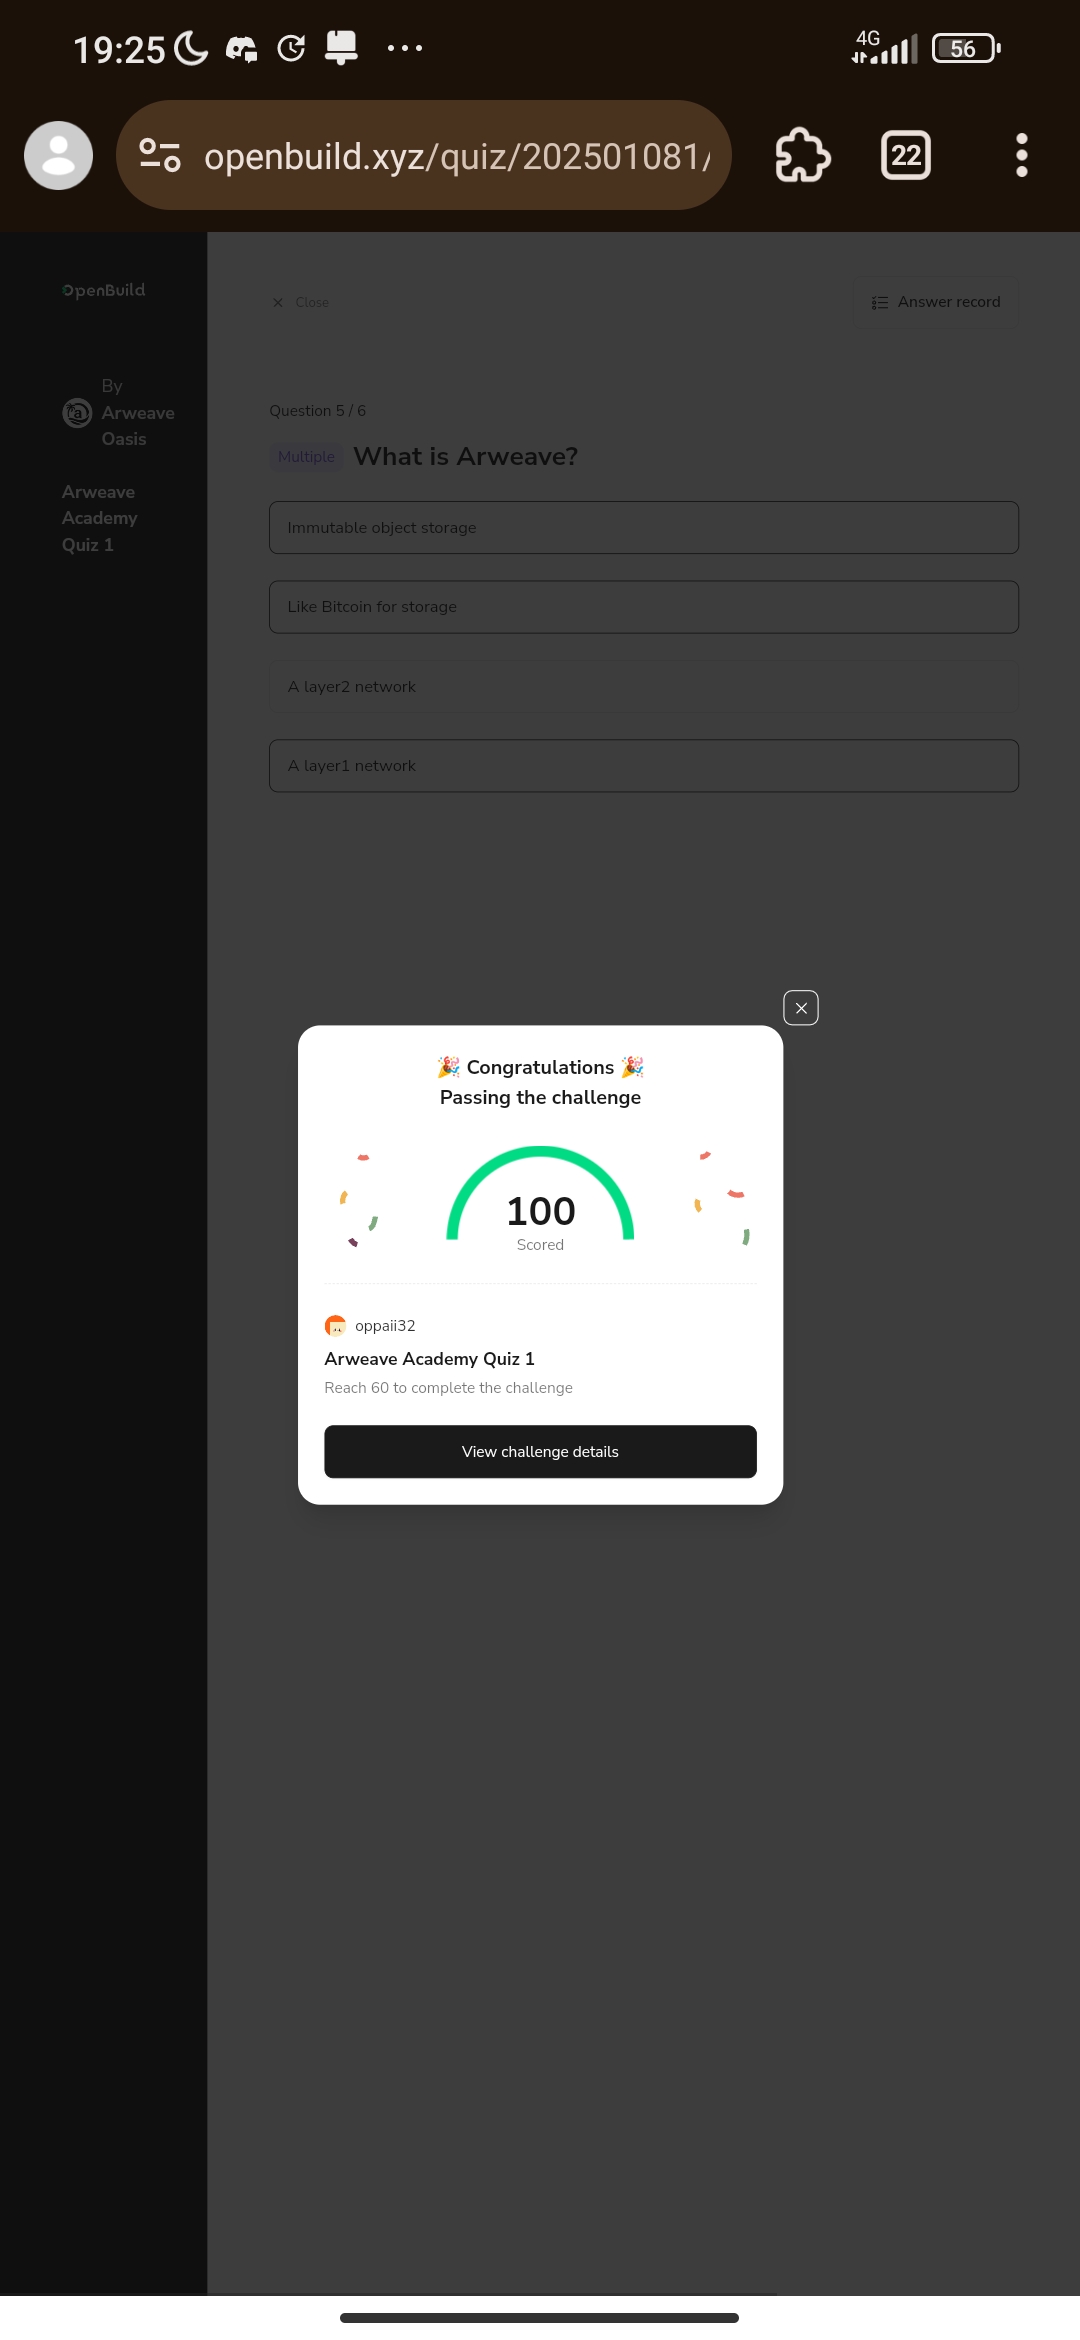 19:25
4G
56
openbuild.xyz/quiz/202501081/
22
OpenBuild
By
Arweave
Oasis
Arweave
Academy
Quiz 1
Close
Answer record
Question 5 / 6
Multiple What is Arweave?
Immutable object storage
Like Bitcoin for storage
A layer2 network
A layer1 network
🎉 Congratulations 🎉
Passing the challenge
100
Scored
oppaii32
Arweave Academy Quiz 1
Reach 60 to complete the challenge
View challenge details